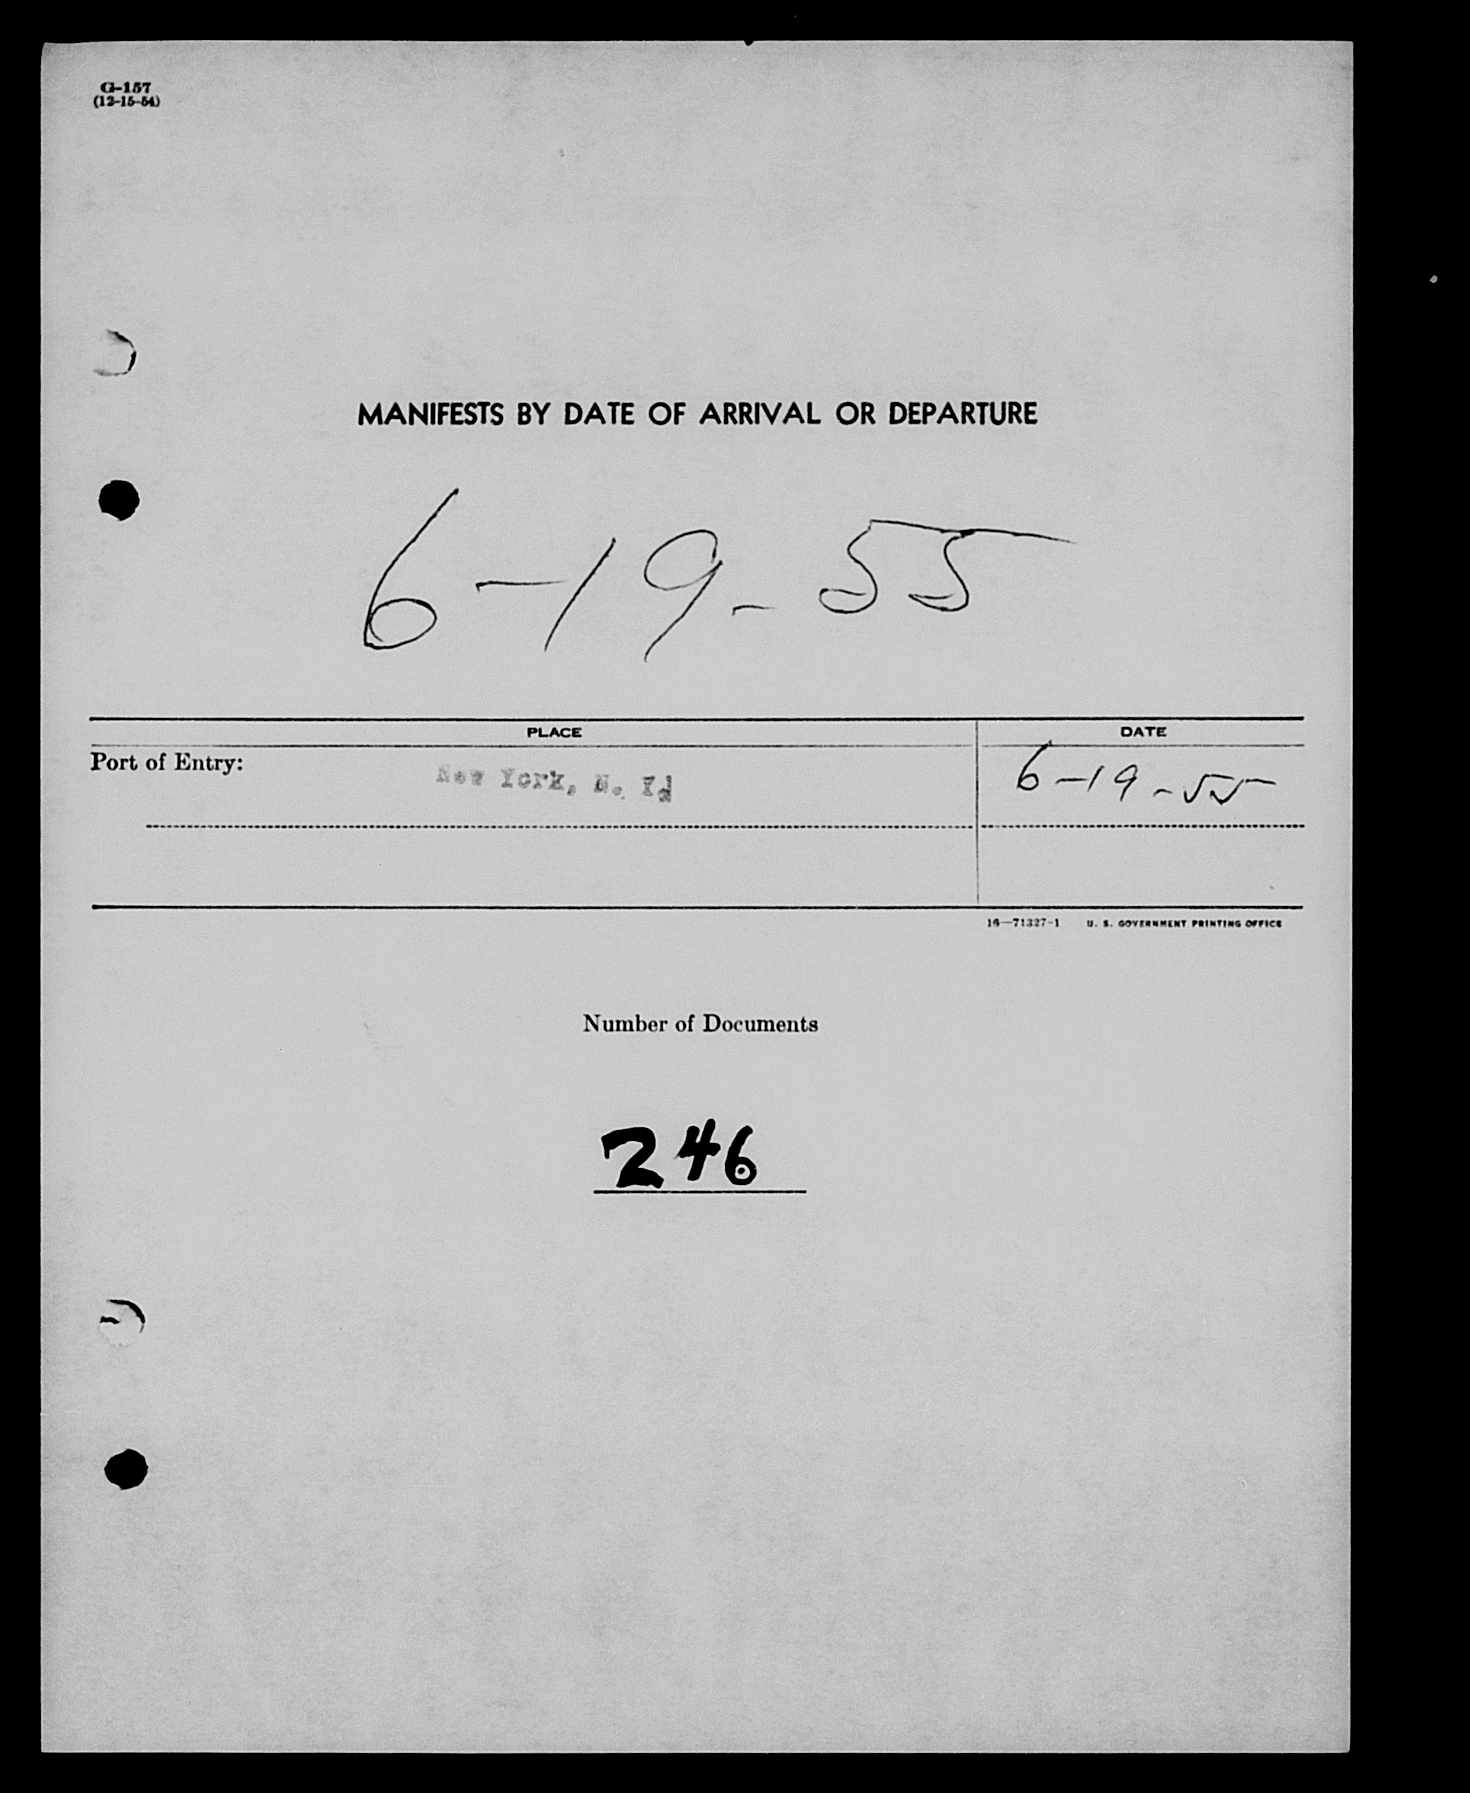 G-157
(12-15-54)
MANIFESTS BY DATE OF ARRIVAL OR DEPARTURE
6-19-55
PLACE DATE
Port of Entry: New York, N. Y. 6-19-55
16—71327-1 U. S. GOVERNMENT PRINTING OFFICE
Number of Documents
246